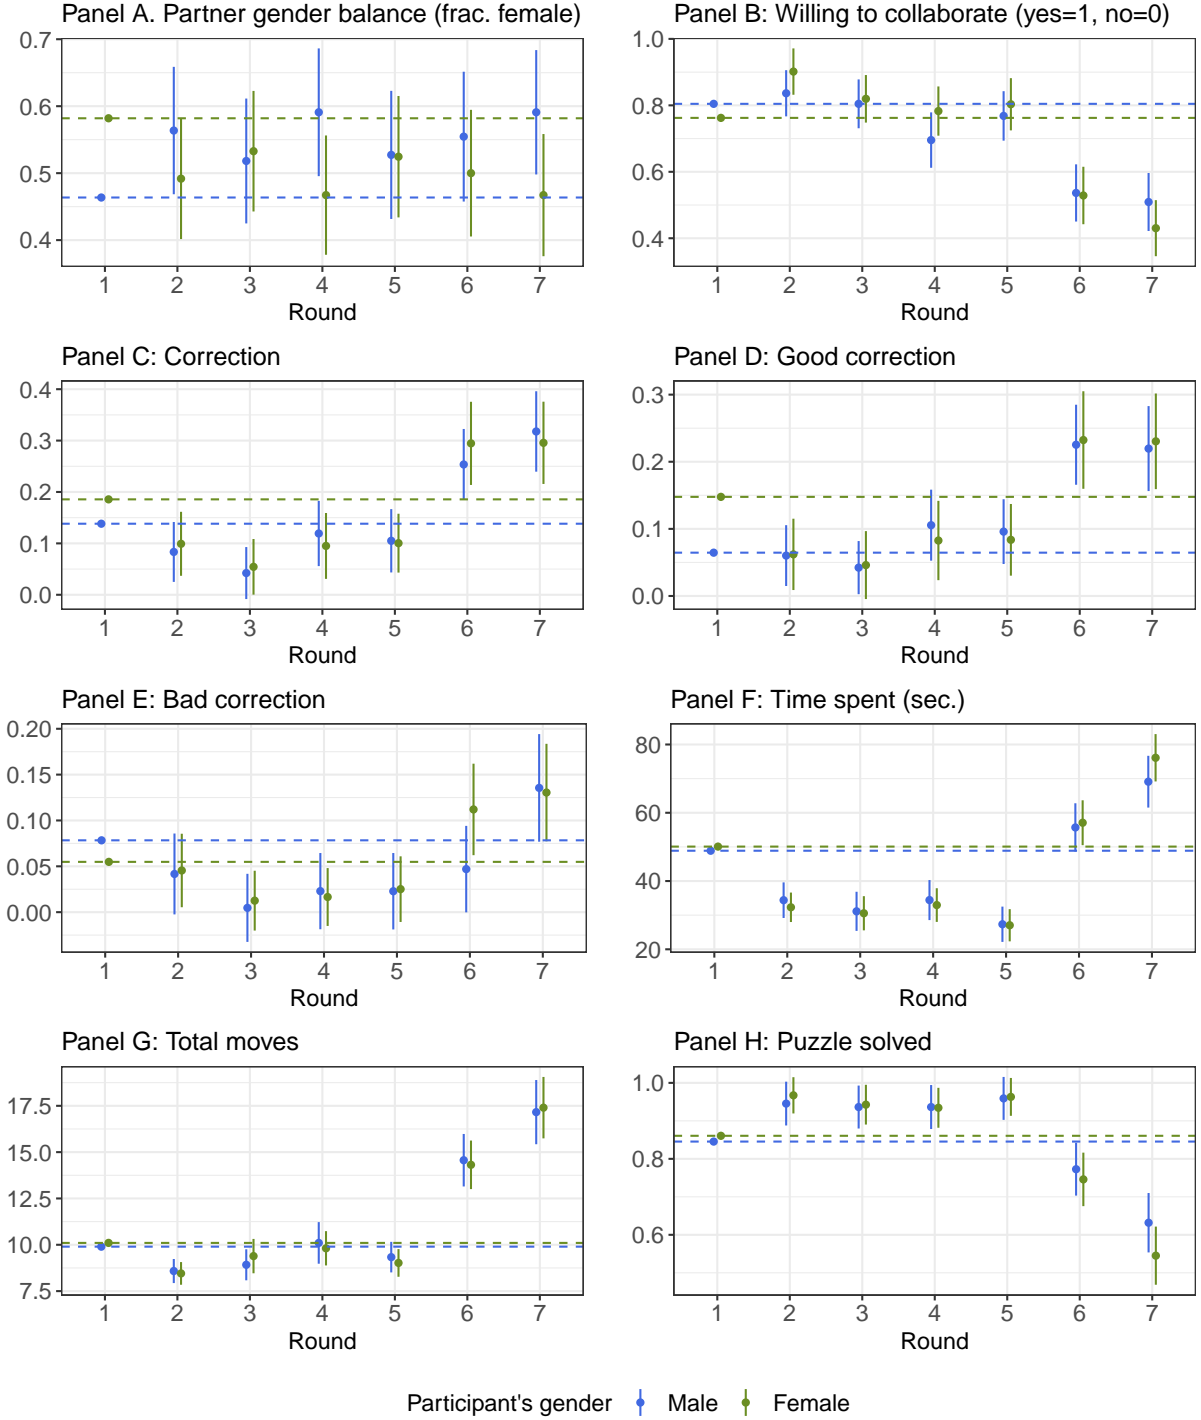 Panel A. Partner gender balance (frac. female)
0.7
0.6
0.5
0.4
1 2 3 4 5 6 7
Round
Panel B: Willing to collaborate (yes=1, no=0)
1.0
0.8
0.6
0.4
1 2 3 4 5 6 7
Round
Panel C: Correction
0.4
0.3
0.2
0.1
0.0
1 2 3 4 5 6 7
Round
Panel D: Good correction
0.3
0.2
0.1
0.0
1 2 3 4 5 6 7
Round
Panel E: Bad correction
0.20
0.15
0.10
0.05
0.00
1 2 3 4 5 6 7
Round
Panel F: Time spent (sec.)
80
60
40
20
1 2 3 4 5 6 7
Round
Panel G: Total moves
17.5
15.0
12.5
10.0
7.5
1 2 3 4 5 6 7
Round
Panel H: Puzzle solved
1.0
0.8
0.6
1 2 3 4 5 6 7
Round
Participant's gender Male Female